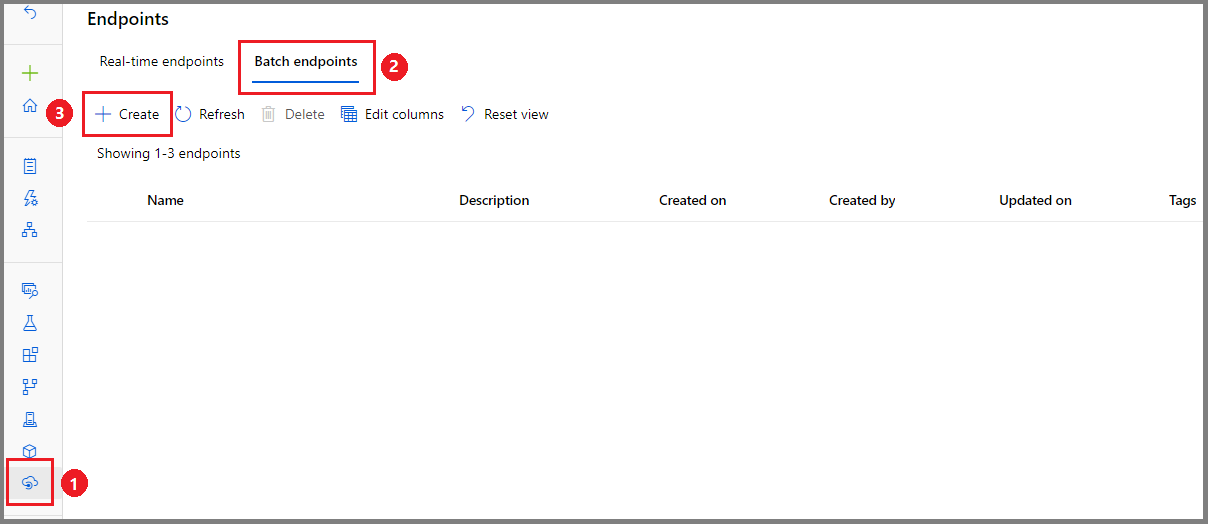 Endpoints
Real-time endpoints Batch endpoints 2
3 Create Refresh Delete Edit columns Reset view
Showing 1-3 endpoints
Name Description Created on Created by Updated on Tags
1